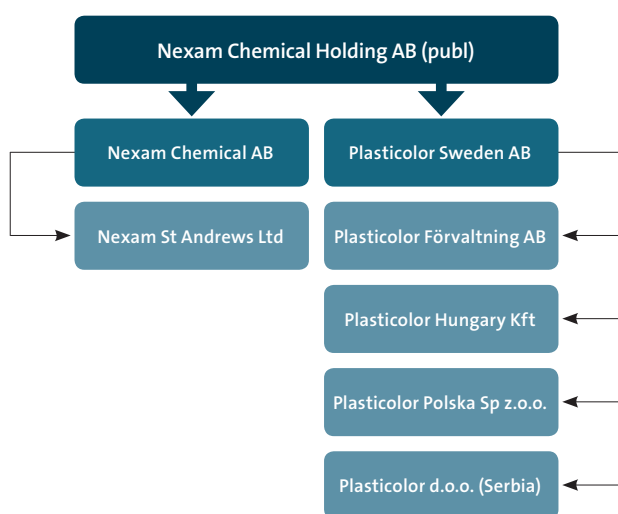 Nexam Chemical Holding AB (publ)
Nexam Chemical AB
Plasticolor Sweden AB
Nexam St Andrews Ltd
Plasticolor Förvaltning AB
Plasticolor Hungary Kft
Plasticolor Polska Sp z.o.o.
Plasticolor d.o.o. (Serbia)